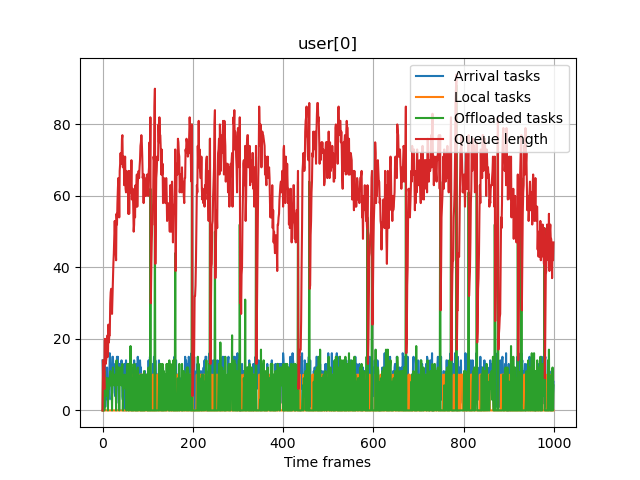 user[0]
Arrival tasks
Local tasks
Offloaded tasks
Queue length
80
60
40
20
0
0 200 400 600 800 1000
Time frames